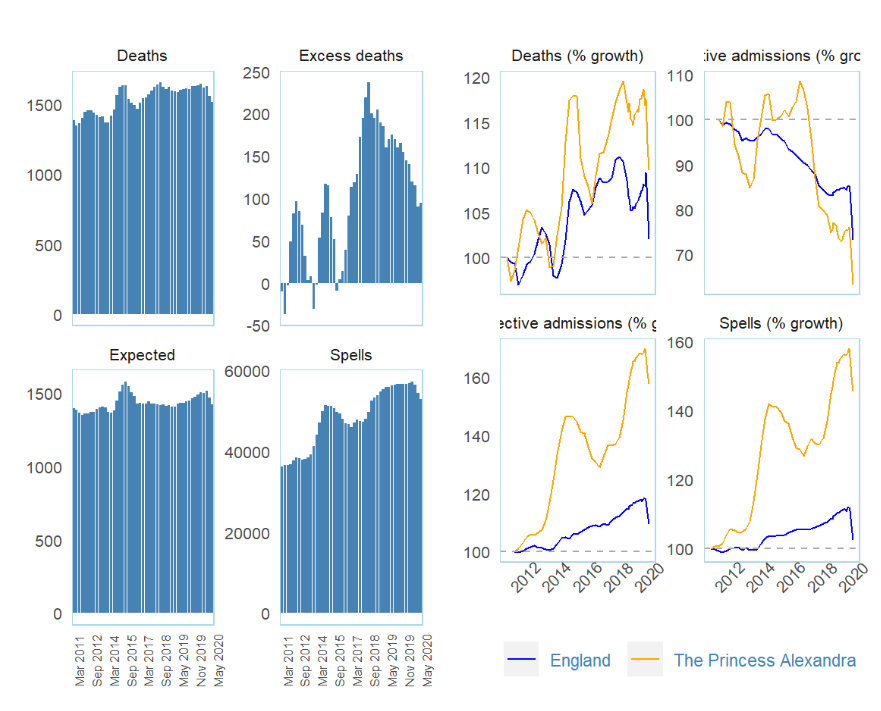 Deaths
Excess deaths
Deaths (% growth)
tive admissions (% gro
1500
1000
500
0
250
200
150
100
50
0
-50
120
115
110
105
100
110
100
90
80
70
Expected
Spells
ective admissions (% g
Spells (% growth)
1500
1000
500
0
60000
40000
20000
0
160
140
120
100
160
140
120
100
Mar 2011
Sep 2012
Mar 2014
Sep 2015
Mar 2017
Sep 2018
May 2019
Nov 2019
May 2020
Mar 2011
Sep 2012
Mar 2014
Sep 2015
Mar 2017
Sep 2018
May 2019
Nov 2019
May 2020
2012
2014
2016
2018
2020
2012
2014
2016
2018
2020
England
The Princess Alexandra